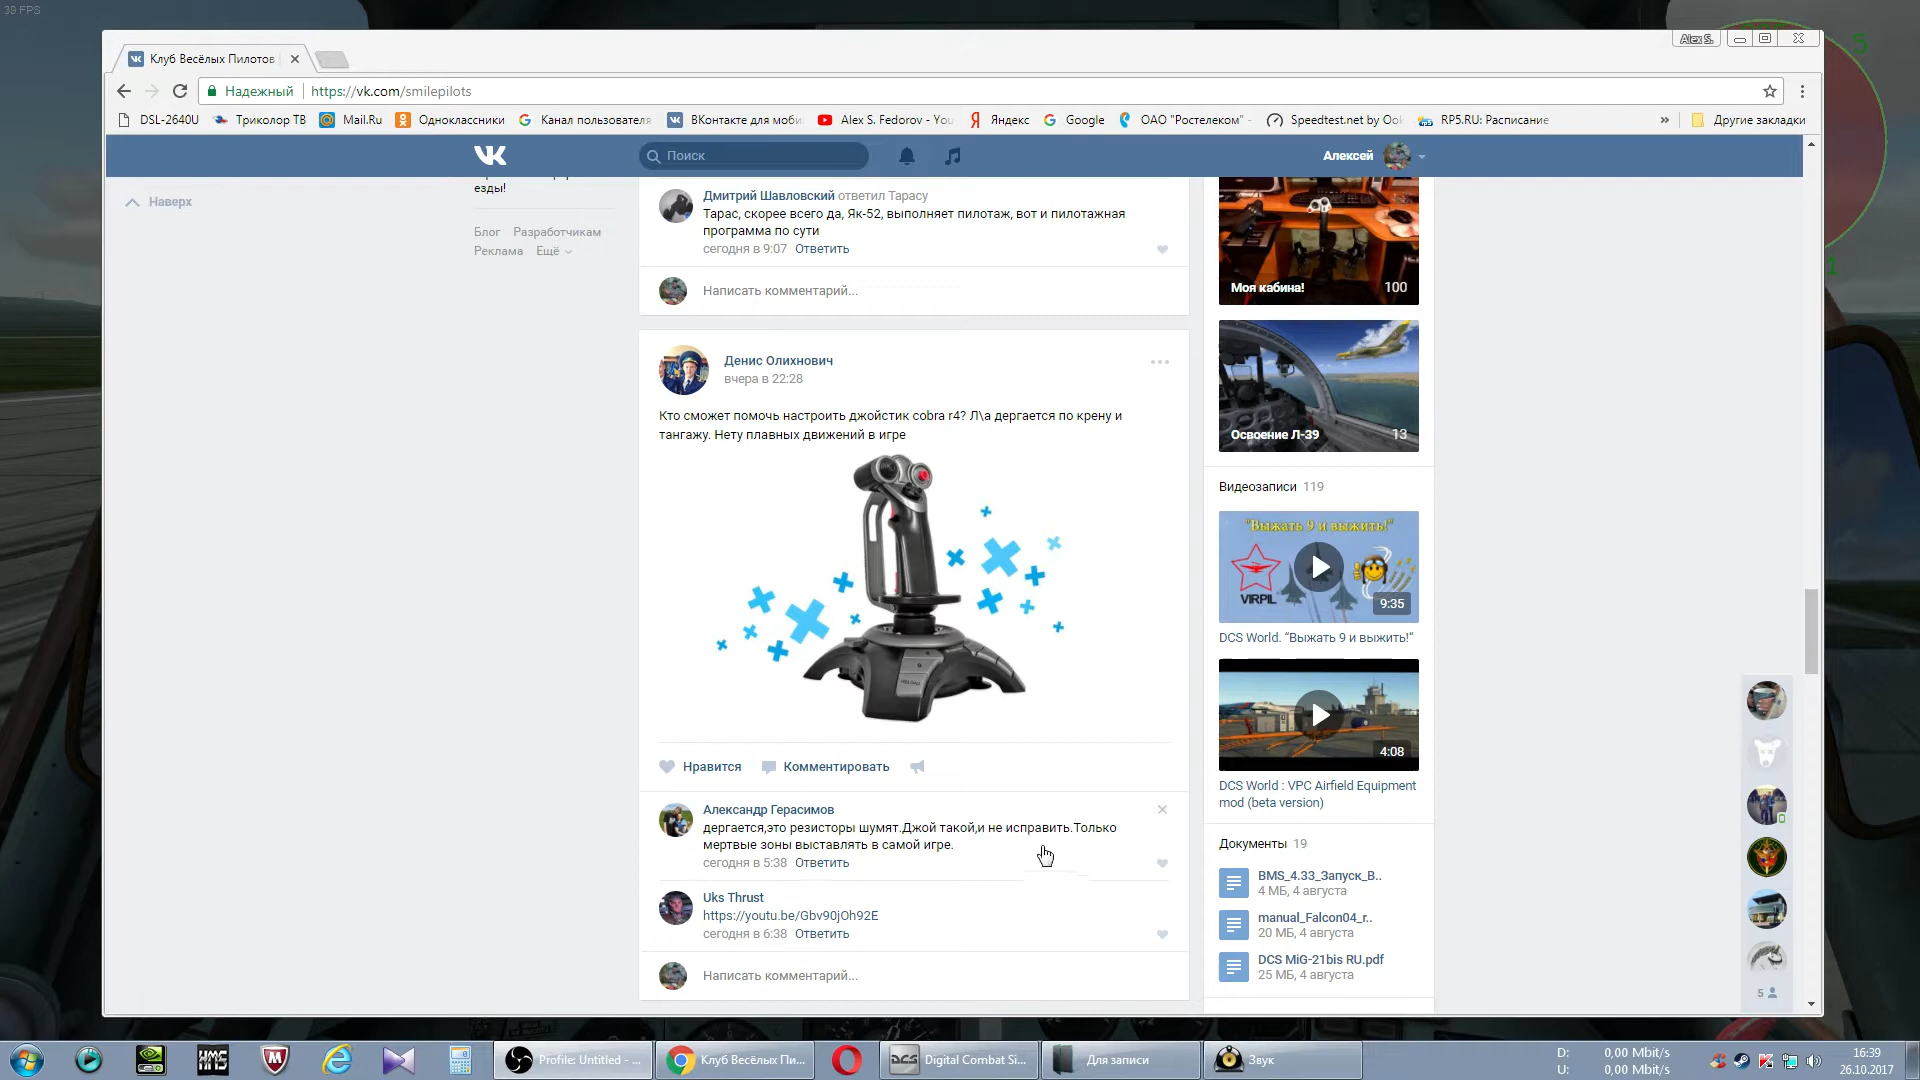 39 FPS
Alex S.
5
Клуб Весёлых Пилотов
Надежный
https://vk.com/smilepilots
DSL-2640U
Триколор ТВ
Mail.Ru
Одноклассники
Канал пользователя
ВКонтакте для моби
Alex S. Fedorov - You
Яндекс
Google
ОАО "Ростелеком" -
Speedtest.net by Ook
RP5.RU: Расписание
»
Другие закладки
Поиск
Алексей
Наверх
езды!
Блог Разработчикам
Реклама Ещё
Дмитрий Шавловский ответил Тарасу
Тарас, скорее всего да, Як-52, выполняет пилотаж, вот и пилотажная
программа по сути
сегодня в 9:07 Ответить
Написать комментарий...
Денис Олихнович
вчера в 22:28
Кто сможет помочь настроить джойстик cobra r4? Л\а дергается по крену и
тангажу. Нету плавных движений в игре
Нравится
Комментировать
Александр Герасимов
дергается,это резисторы шумят.Джой такой,и не исправить.Только
мертвые зоны выставлять в самой игре.
сегодня в 5:38 Ответить
Uks Thrust
https://youtu.be/Gbv90jOh92E
сегодня в 6:38 Ответить
Написать комментарий...
Моя кабина! 100
Освоение Л-39 13
Видеозаписи 119
"Выжать 9 и выжить!"
VIRPIL
9:35
DCS World. "Выжать 9 и выжить!"
4:08
DCS World : VPC Airfield Equipment
mod (beta version)
Документы 19
BMS_4.33_Запуск_В..
4 МБ, 4 августа
manual_Falcon04_r..
20 МБ, 4 августа
DCS MiG-21bis RU.pdf
25 МБ, 4 августа
1
5
HMS
Profile: Untitled - ...
Клуб Весёлых Пи...
DCS
Digital Combat Si...
Для записи
Звук
D: 0,00 Mbit/s
U: 0,00 Mbit/s
16:39
26.10.2017